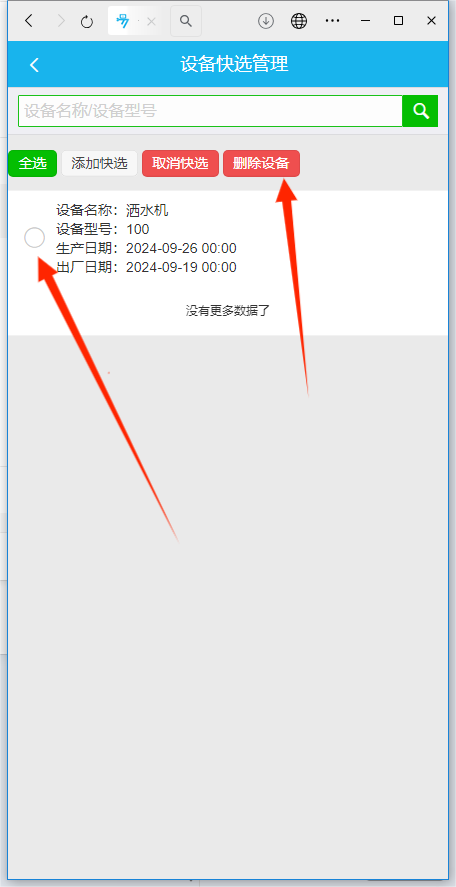 设备快选管理
设备名称/设备型号
全选 添加快选 取消快选 删除设备
设备名称：洒水机
设备型号：100
生产日期：2024-09-26 00:00
出厂日期：2024-09-19 00:00
没有更多数据了